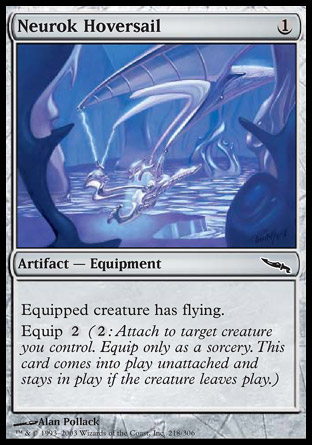 Neurok Hoversail 1
Artifact — Equipment
Equipped creature has flying.
Equip 2 (2: Attach to target creature
you control. Equip only as a sorcery. This
card comes into play unattached and
stays in play if the creature leaves play.)
Alan Pollack
™ & © 1993–2003 Wizards of the Coast, Inc. 218/306